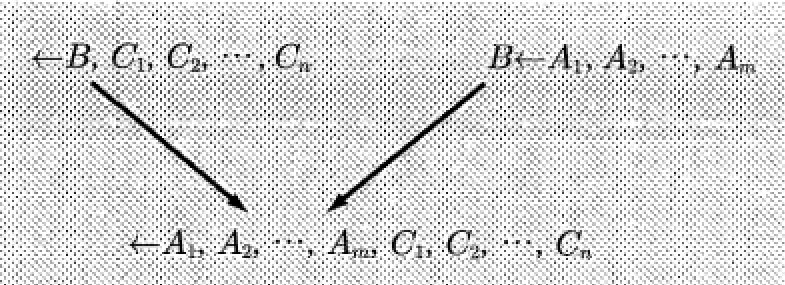 ←B, C₁, C₂, ⋯, Cₙ
B←A₁, A₂, ⋯, Aₘ
←A₁, A₂, ⋯, Aₘ, C₁, C₂, ⋯, Cₙ